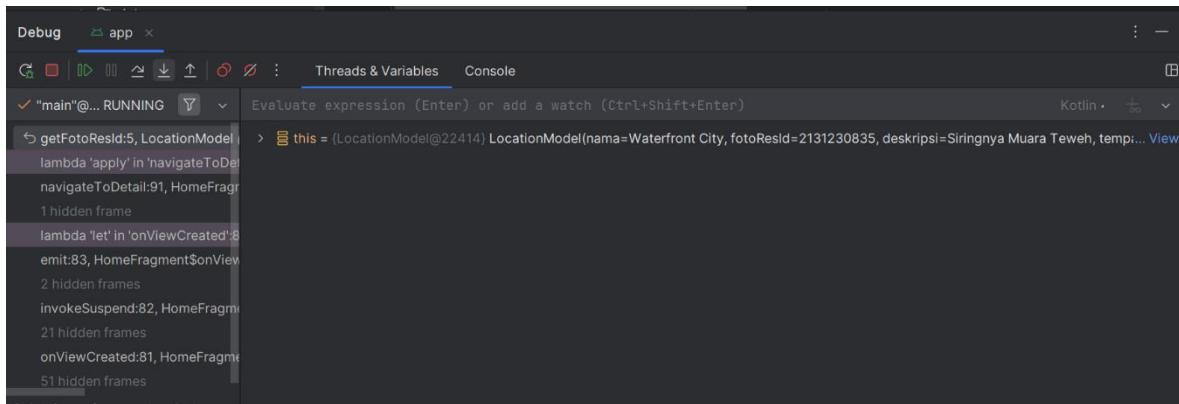 Debug app
Threads & Variables Console
"main"@... RUNNING Evaluate expression (Enter) or add a watch (Ctrl+Shift+Enter) Kotlin
getFotoResId:5, LocationModel this = {LocationModel@22414} LocationModel(nama=Waterfront City, fotoResId=2131230835, deskripsi=Siringnya Muara Teweh, tempa... View
lambda 'apply' in 'navigateToDet
navigateToDetail:91, HomeFragr
1 hidden frame
lambda 'let' in 'onViewCreated':8
emit:83, HomeFragment$onView
2 hidden frames
invokeSuspend:82, HomeFragme
21 hidden frames
onViewCreated:81, HomeFragme
51 hidden frames